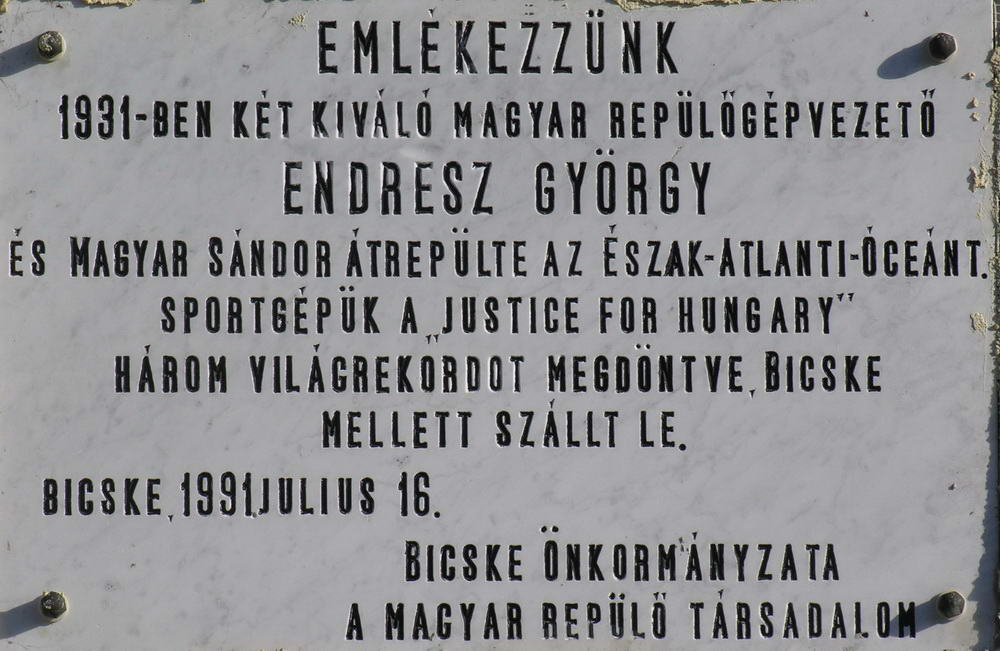 EMLÉKEZZÜNK
1931-BEN KÉT KIVÁLÓ MAGYAR REPÜLŐGÉPVEZETŐ
ENDRESZ GYÖRGY
ÉS MAGYAR SÁNDOR ÁTREPÜLTE AZ ÉSZAK-ATLANTI-ÓCEÁNT.
SPORTGÉPÜK A „JUSTICE FOR HUNGARY”
HÁROM VILÁGREKORDOT MEGDÖNTVE, BICSKE
MELLETT SZÁLLT LE.
BICSKE, 1991.JULIUS 16.
BICSKE ÖNKORMÁNYZATA
A MAGYAR REPÜLŐ TÁRSADALOM